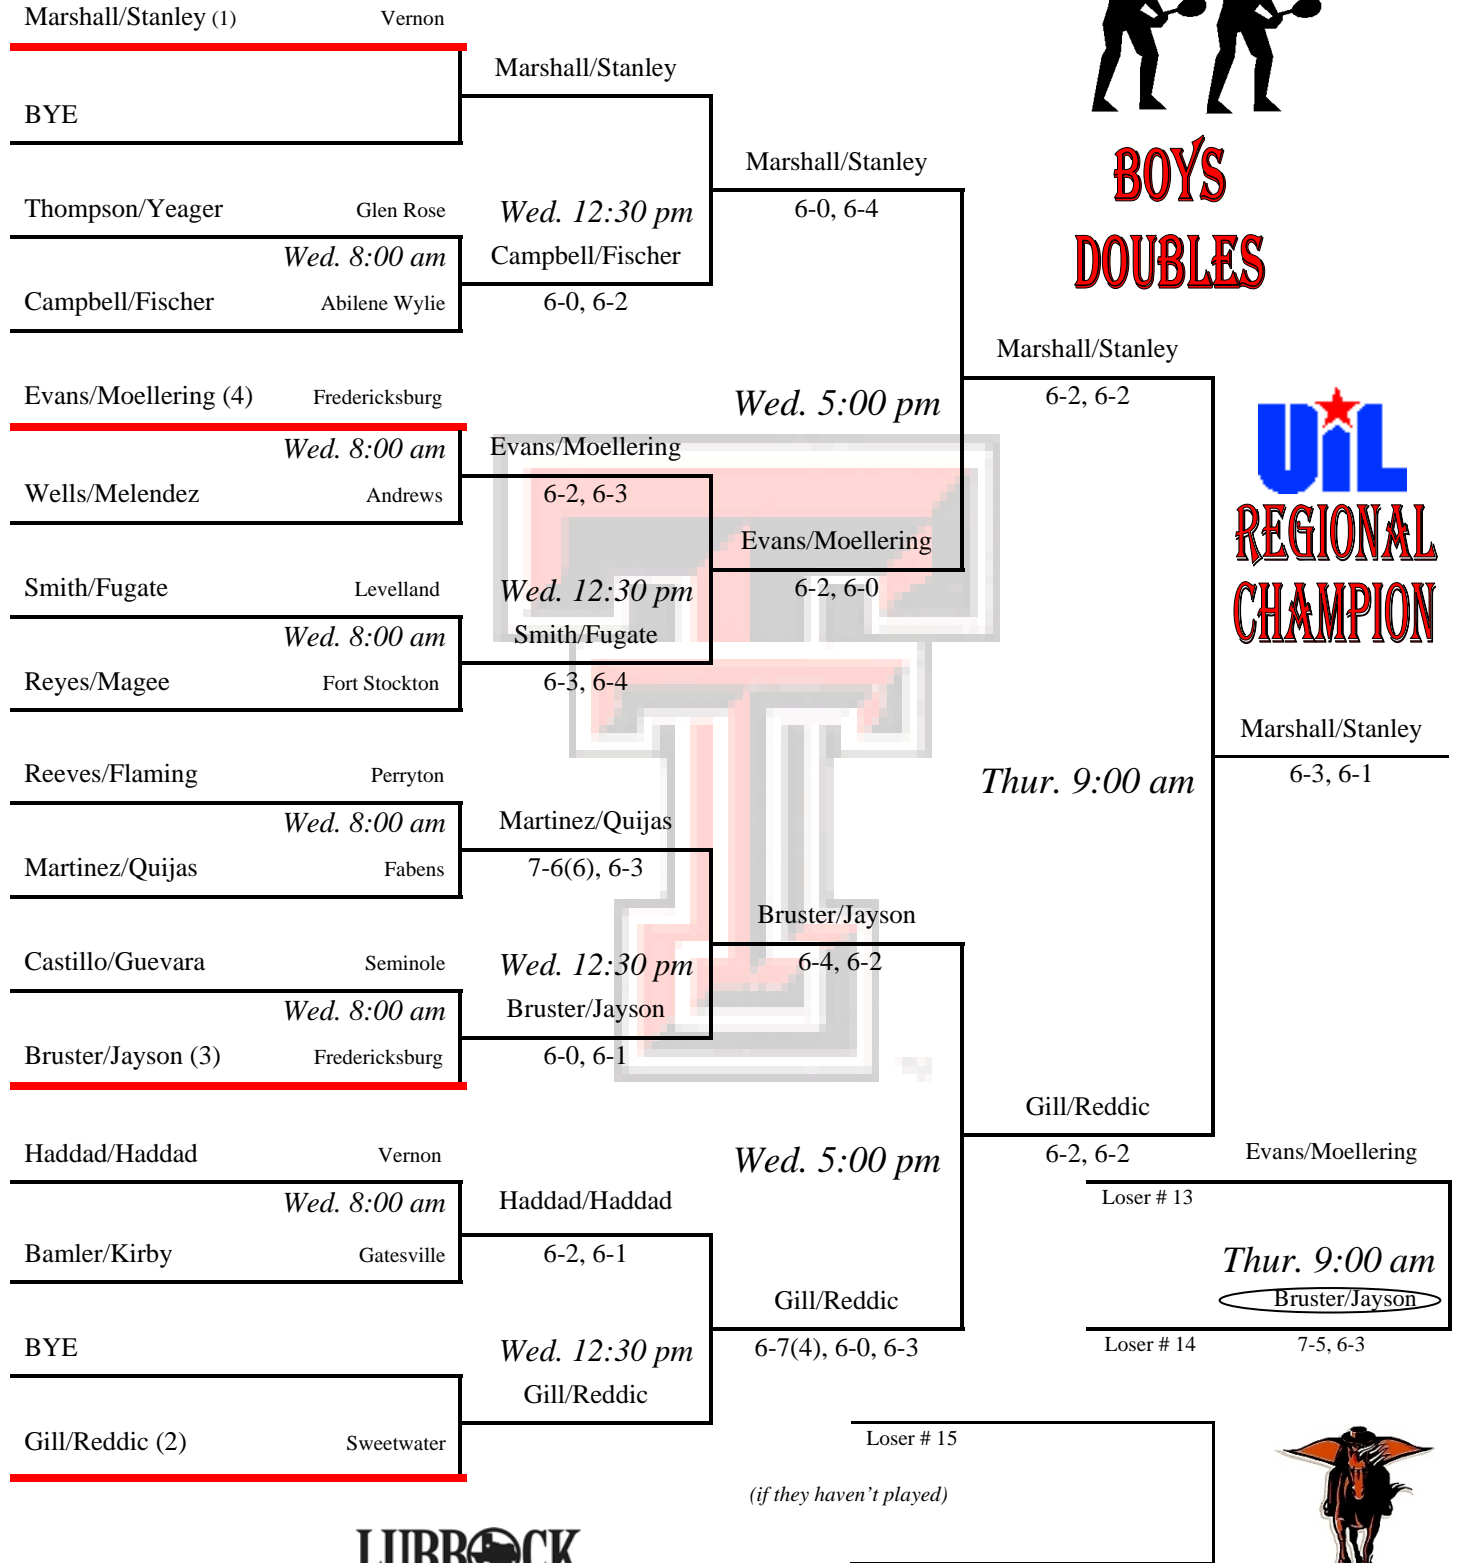 Marshall/Stanley (1) Vernon
Marshall/Stanley
BYE
Marshall/Stanley
BOYS
DOUBLES
Thompson/Yeager Glen Rose
Wed. 12:30 pm
6-0, 6-4
Wed. 8:00 am
Campbell/Fischer
Campbell/Fischer Abilene Wylie
6-0, 6-2
Marshall/Stanley
6-2, 6-2
Evans/Moellering (4) Fredericksburg
Wed. 5:00 pm
UIL
REGIONAL
CHAMPION
Wed. 8:00 am
Evans/Moellering
Wells/Melendez Andrews
6-2, 6-3
Evans/Moellering
6-2, 6-0
Smith/Fugate Levelland
Wed. 12:30 pm
Wed. 8:00 am
Smith/Fugate
Reyes/Magee Fort Stockton
6-3, 6-4
Marshall/Stanley
6-3, 6-1
Reeves/Flaming Perryton
Thur. 9:00 am
Wed. 8:00 am
Martinez/Quijas
Martinez/Quijas Fabens
7-6(6), 6-3
Bruster/Jayson
6-4, 6-2
Castillo/Guevara Seminole
Wed. 12:30 pm
Wed. 8:00 am
Bruster/Jayson
Bruster/Jayson (3) Fredericksburg
6-0, 6-1
Gill/Reddic
6-2, 6-2
Haddad/Haddad Vernon
Wed. 5:00 pm
Evans/Moellering
Loser # 13
Wed. 8:00 am
Haddad/Haddad
Bamler/Kirby Gatesville
6-2, 6-1
Thur. 9:00 am
Bruster/Jayson
Gill/Reddic
6-7(4), 6-0, 6-3
Loser # 14 7-5, 6-3
BYE
Wed. 12:30 pm
Gill/Reddic
Gill/Reddic (2) Sweetwater
Loser # 15
(if they haven't played)
LUBBOCK